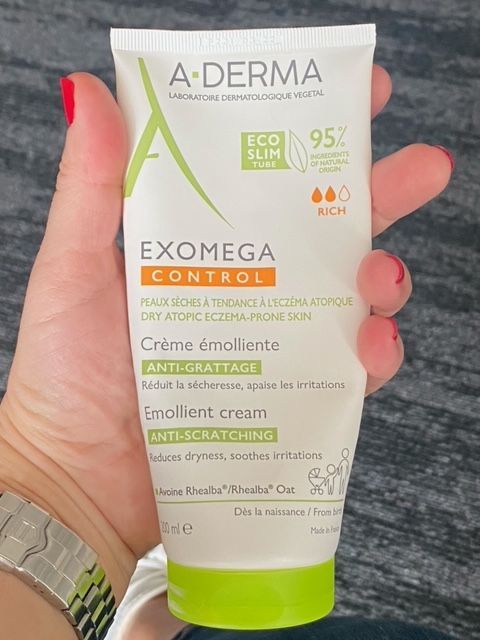 A-DERMA
LABORATOIRE DERMATOLOGIQUE VEGETAL
ECO
SLIM
TUBE
95%
INGREDIENTS
OF NATURAL
ORIGIN
RICH
EXOMEGA
CONTROL
PEAUX SÈCHES À TENDANCE À L'ECZÉMA ATOPIQUE
DRY ATOPIC ECZEMA-PRONE SKIN
Crème émolliente
ANTI-GRATTAGE
Réduit la sécheresse, apaise les irritations
Emollient cream
ANTI-SCRATCHING
Reduces dryness, soothes irritations
Avoine Rhealba®/Rhealba® Oat
Dès la naissance / From birth
200 ml e
Made in France